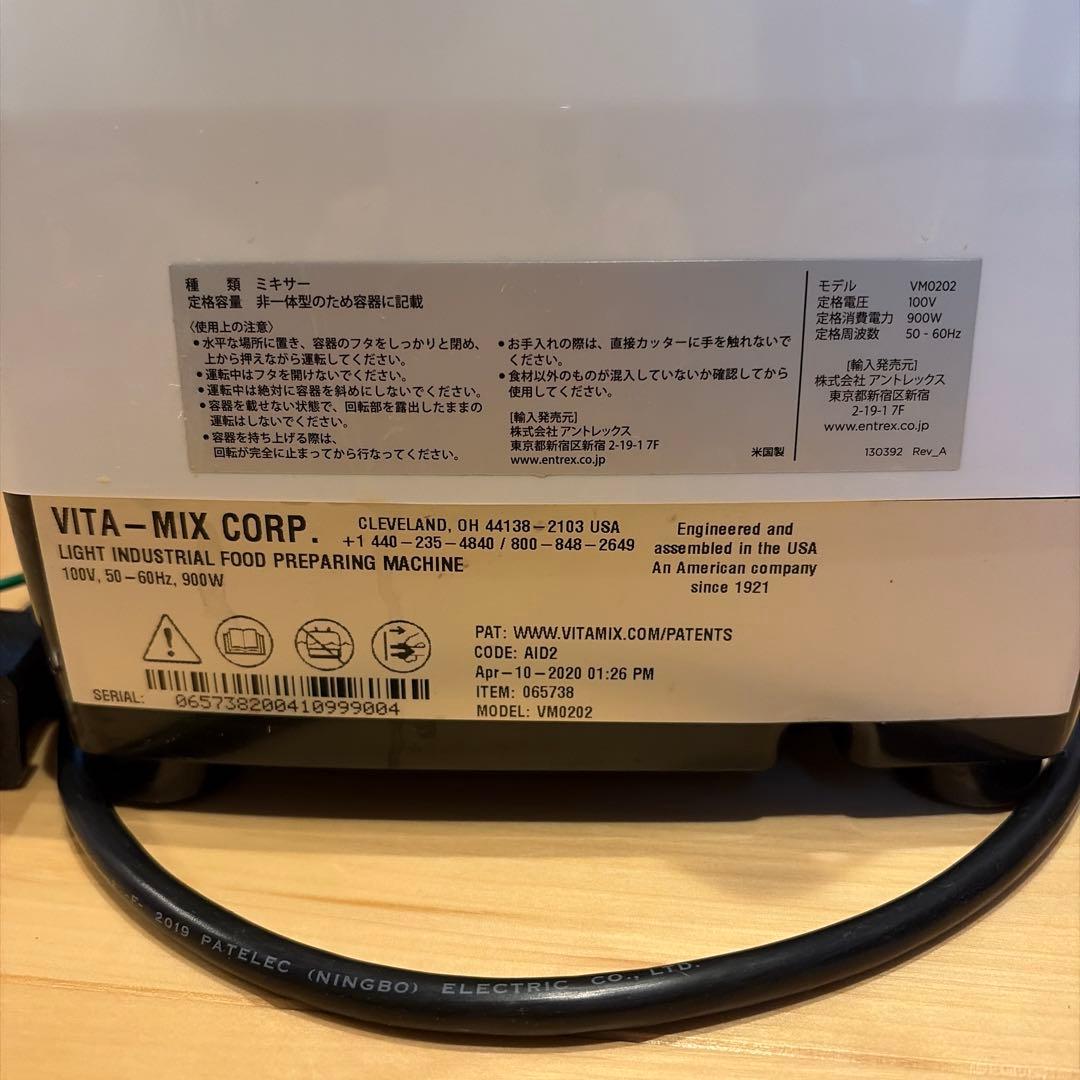 種 類 ミキサー
定格容量 非一体型のため容器に記載
〈使用上の注意〉
•水平な場所に置き、容器のフタをしっかりと閉め、
上から押えながら運転してください。
•運転中はフタを開けないでください。
•運転中は絶対に容器を斜めにしないでください。
•容器を載せない状態で、回転部を露出したままの
運転はしないでください。
•容器を持ち上げる際は、
回転が完全に止まってから行なってください。
•お手入れの際は、直接カッターに手を触れないで
ください。
•食材以外のものが混入していないか確認してから
使用してください。
[輸入発売元]
株式会社 アントレックス
東京都新宿区新宿 2-19-1 7F
www.entrex.co.jp
米国製
モデル VM0202
定格電圧 100V
定格消費電力 900W
定格周波数 50 - 60Hz
[輸入発売元]
株式会社 アントレックス
東京都新宿区新宿
2-19-1 7F
www.entrex.co.jp
130392 Rev_A
VITA-MIX CORP.
CLEVELAND, OH 44138-2103 USA
+1 440-235-4840 / 800-848-2649
LIGHT INDUSTRIAL FOOD PREPARING MACHINE
100V, 50-60Hz, 900W
Engineered and
assembled in the USA
An American company
since 1921
PAT: WWW.VITAMIX.COM/PATENTS
CODE: AID2
Apr-10-2020 01:26 PM
ITEM: 065738
MODEL: VM0202
SERIAL:
065738200410999004
-E- 2019 PATELEC (NINGBO) ELECTRIC CO., LTD.